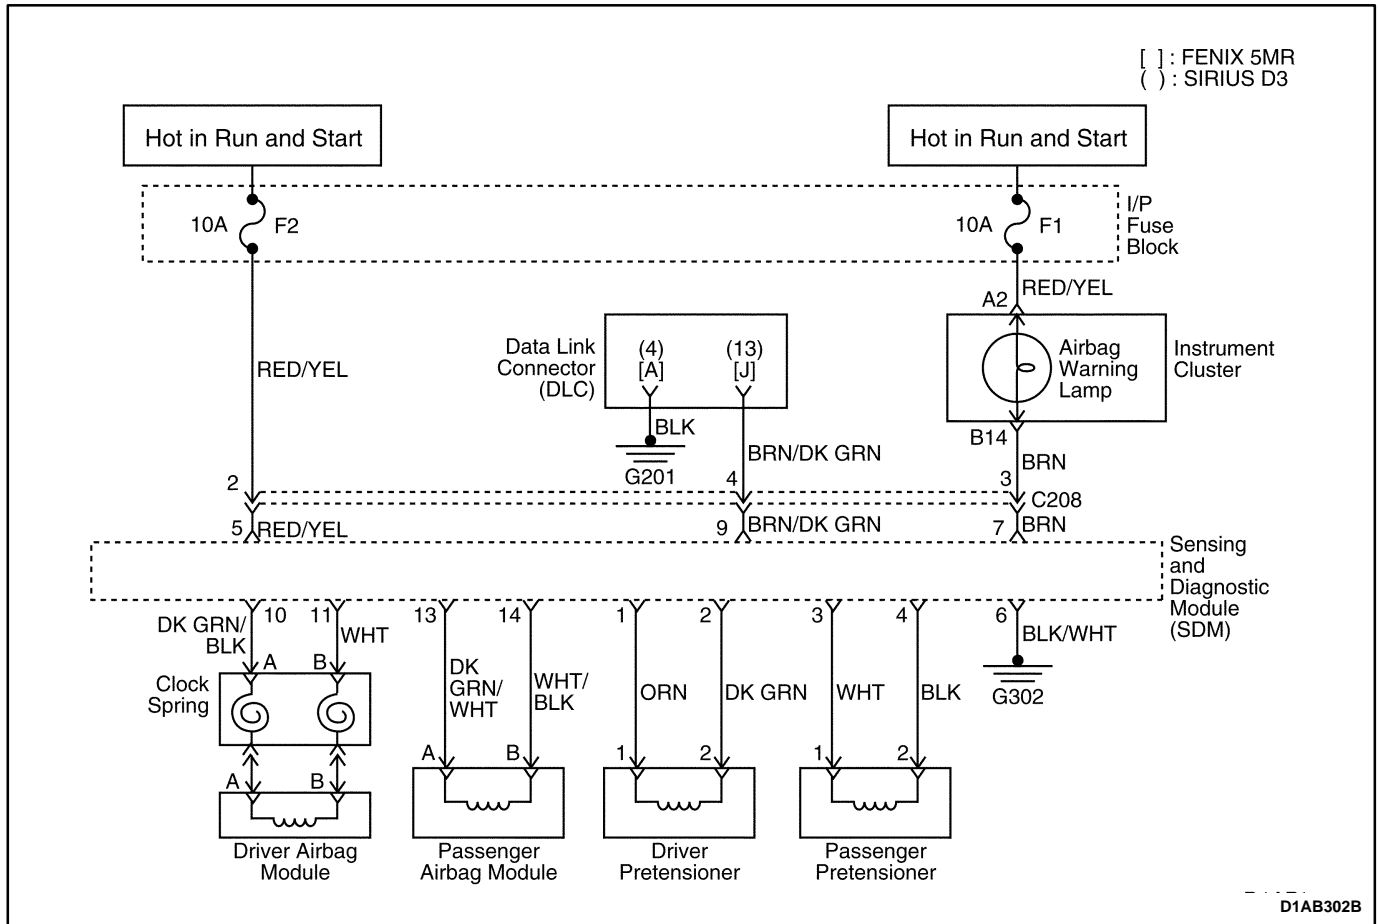 [ ] : FENIX 5MR
( ) : SIRIUS D3
Hot in Run and Start
Hot in Run and Start
10A
F2
10A
F1
I/P
Fuse
Block
RED/YEL
A2
RED/YEL
Data Link
Connector
(DLC)
(4)
[A]
(13)
[J]
Airbag
Warning
Lamp
Instrument
Cluster
BLK
G201
BRN/DK GRN
B14
BRN
2
4
3
C208
5
RED/YEL
9
BRN/DK GRN
7
BRN
Sensing
and
Diagnostic
Module
(SDM)
10
11
13
14
1
2
3
4
6
DK GRN/
BLK
WHT
DK
GRN/
WHT
WHT/
BLK
ORN
DK GRN
WHT
BLK
BLK/WHT
G302
Clock
Spring
A
B
A
B
A
B
1
2
1
2
Driver Airbag
Module
Passenger
Airbag Module
Driver
Pretensioner
Passenger
Pretensioner
D1AB302B